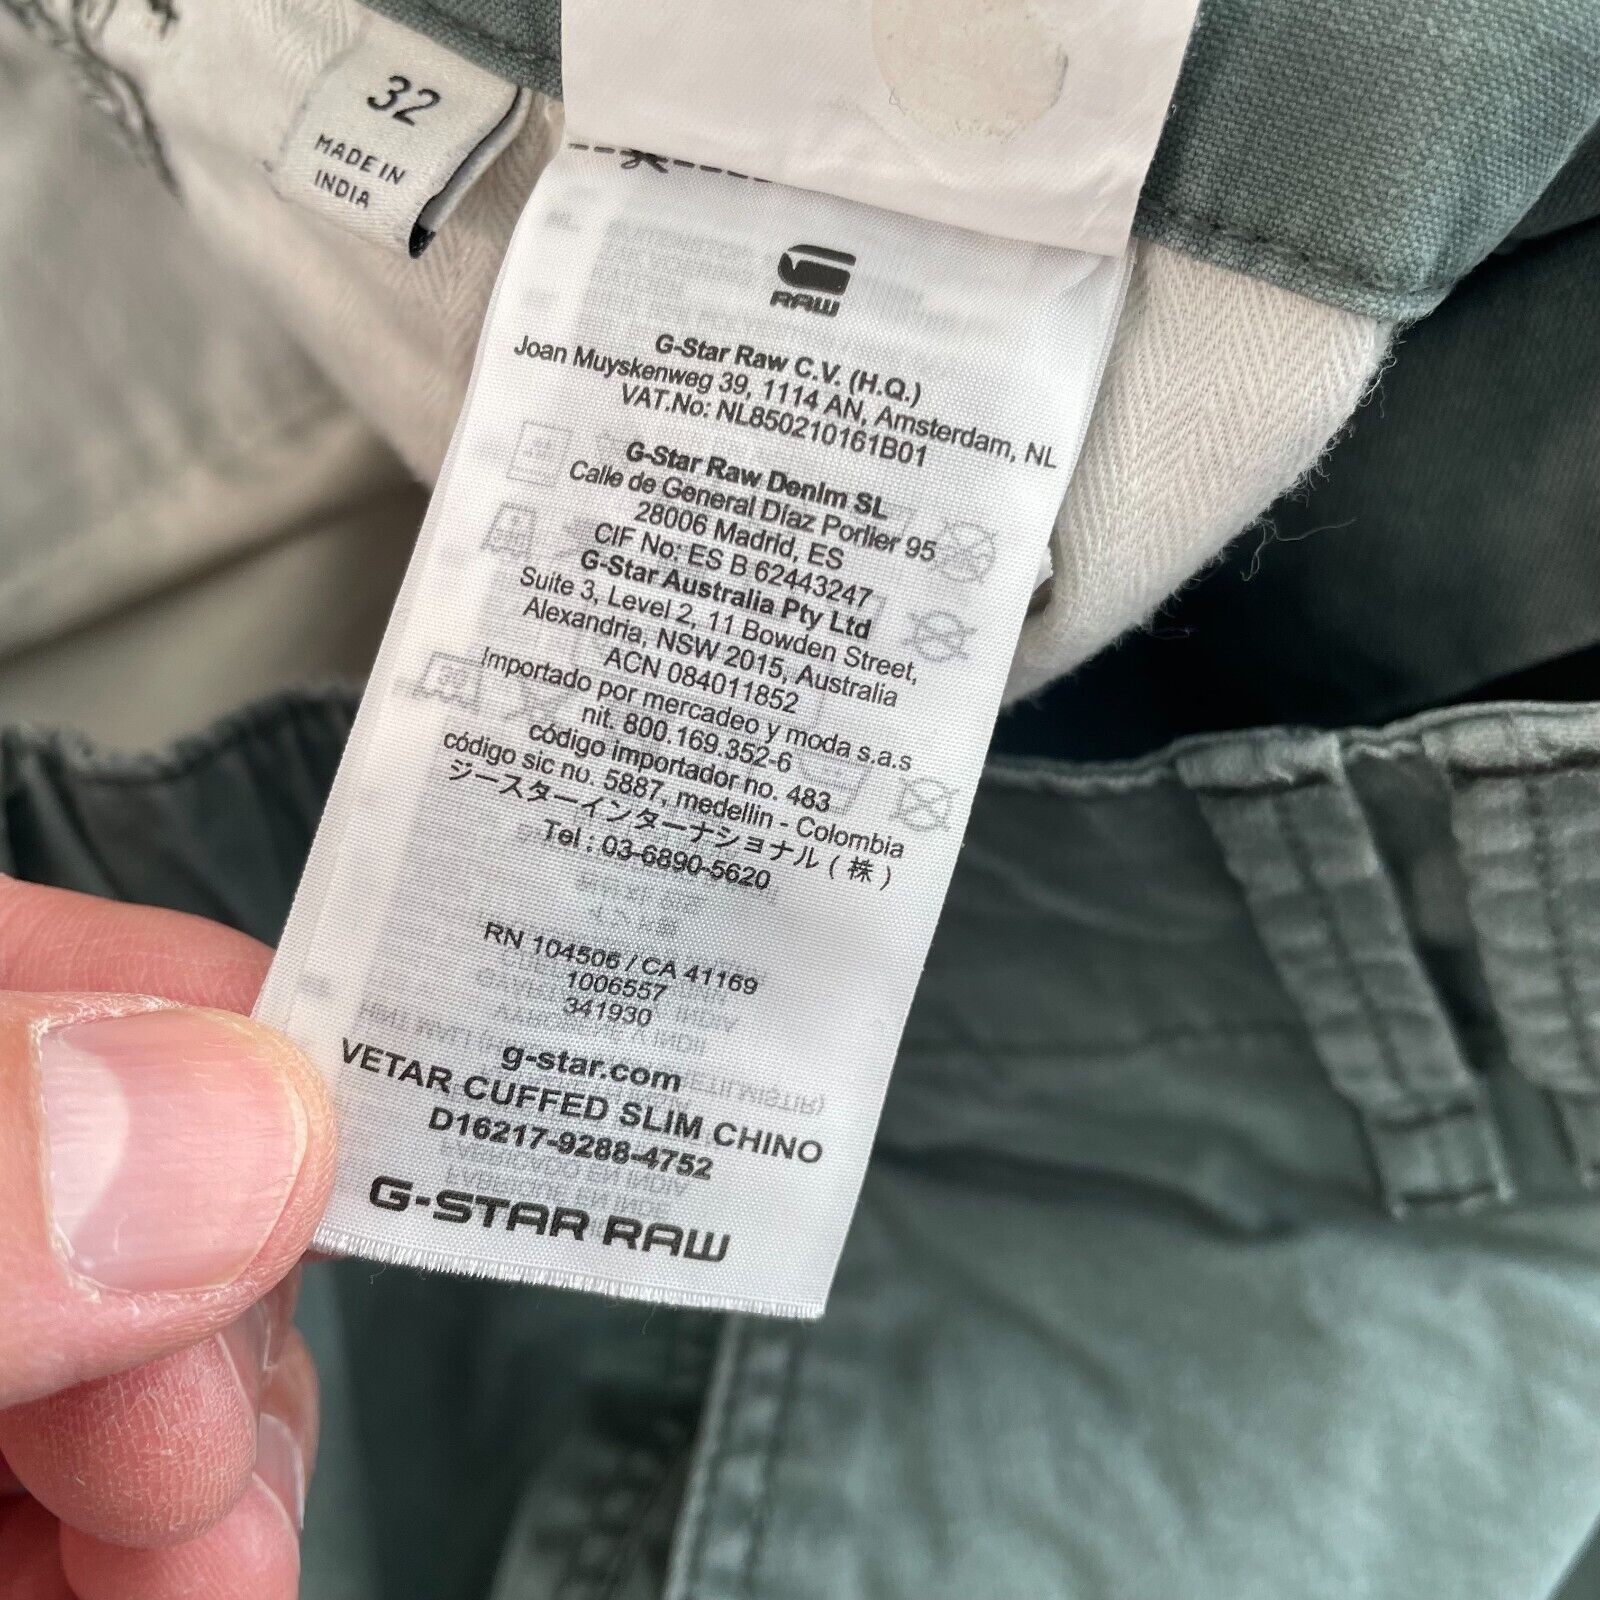 32
MADE IN
INDIA
RAW
G-Star Raw C.V. (H.Q.)
Joan Muyskenweg 39, 1114 AN, Amsterdam, NL
VAT.No: NL850210161B01
G-Star Raw Denim SL
Calle de General Díaz Porlier 95
28006 Madrid, ES
CIF No: ES B 62443247
G-Star Australia Pty Ltd
Suite 3, Level 2, 11 Bowden Street,
Alexandria, NSW 2015, Australia
ACN 084011852
Importado por mercadeo y moda s.a.s
nit. 800.169.352-6
código importador no. 483
código sic no. 5887, medellin - Colombia
ジースターインターナショナル ( 株 )
Tel : 03-6890-5620
RN 104506 / CA 41169
1006557
341930
g-star.com
VETAR CUFFED SLIM CHINO
D16217-9288-4752
G-STAR RAW